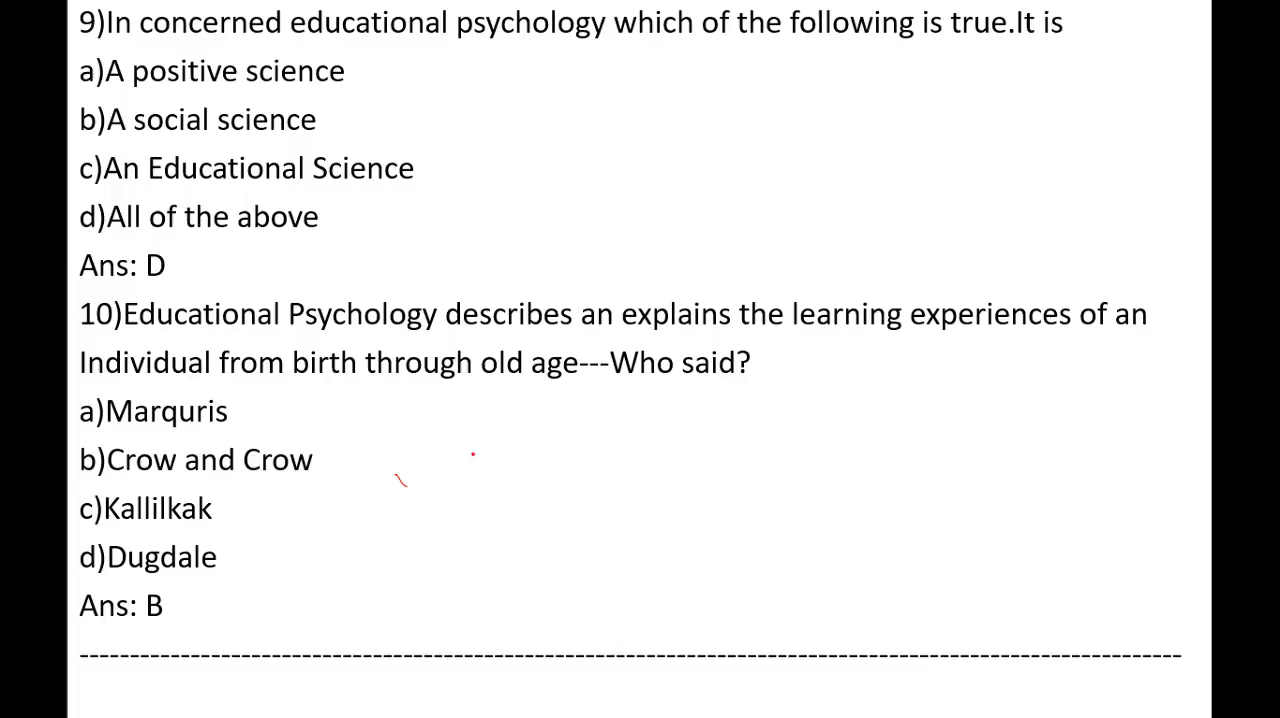 9)In concerned educational psychology which of the following is true.It is
a)A positive science
b)A social science
c)An Educational Science
d)All of the above
Ans: D
10)Educational Psychology describes an explains the learning experiences of an
Individual from birth through old age---Who said?
a)Marquris
b)Crow and Crow
c)Kallilkak
d)Dugdale
Ans: B
--------------------------------------------------------------------------------------------------------------